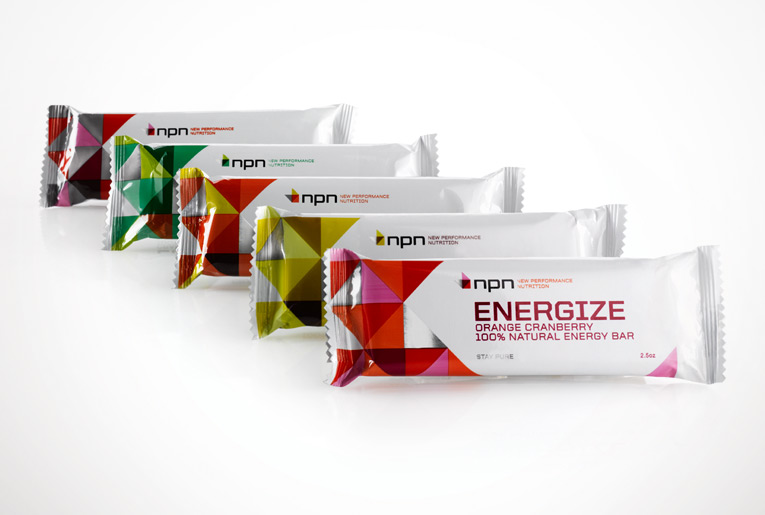 npn NEW PERFORMANCE
NUTRITION
npn NEW PERFORMANCE
NUTRITION
npn NEW PERFORMANCE
NUTRITION
npn NEW PERFORMANCE
NUTRITION
npn NEW PERFORMANCE
NUTRITION
ENERGIZE
ORANGE CRANBERRY
100% NATURAL ENERGY BAR
STAY PURE
2.5oz